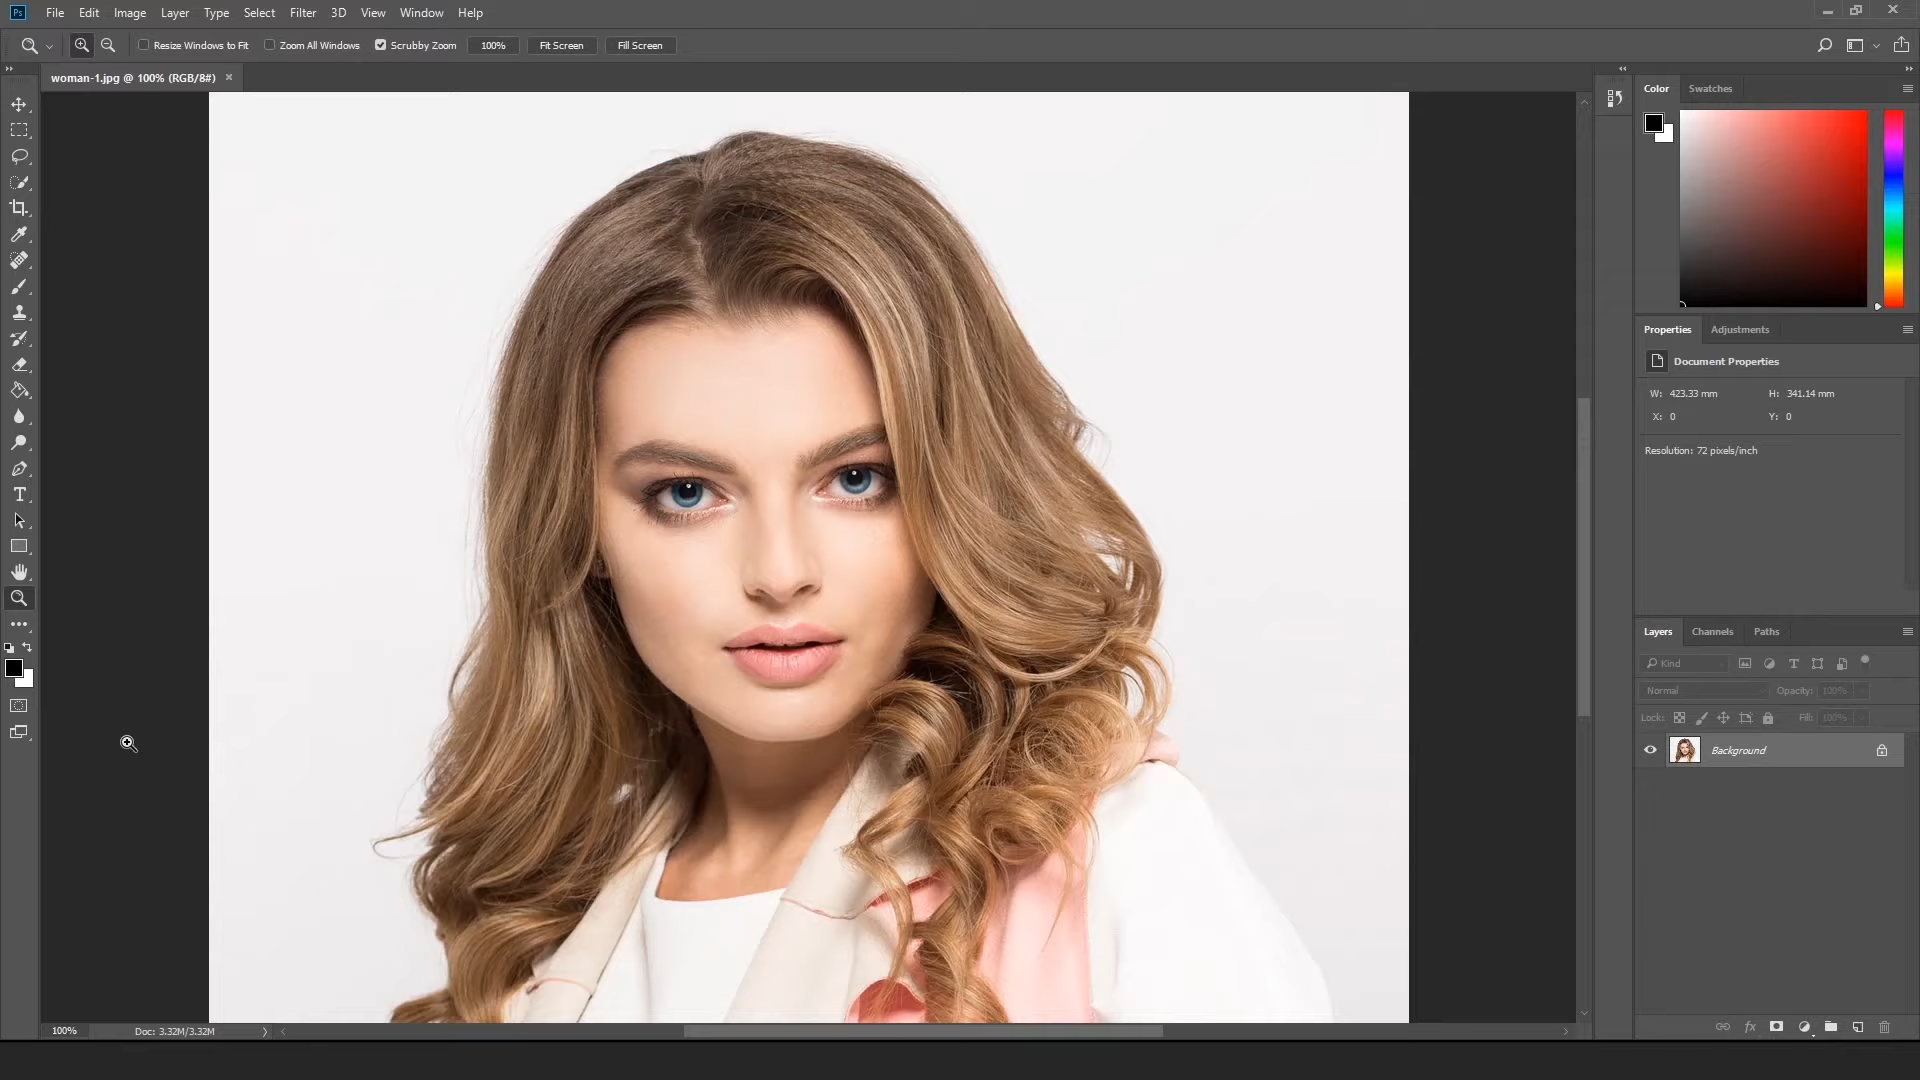 Ps File Edit Image Layer Type Select Filter 3D View Window Help
Resize Windows to Fit Zoom All Windows Scrubby Zoom 100% Fit Screen Fill Screen
woman-1.jpg @ 100% (RGB/8#) ×
Color Swatches
Properties Adjustments
Document Properties
W: 423.33 mm H: 341.14 mm
X: 0 Y: 0
Resolution: 72 pixels/inch
Layers Channels Paths
Kind
Normal Opacity: 100%
Lock: Fill: 100%
Background
fx
100% Doc: 3.32M/3.32M